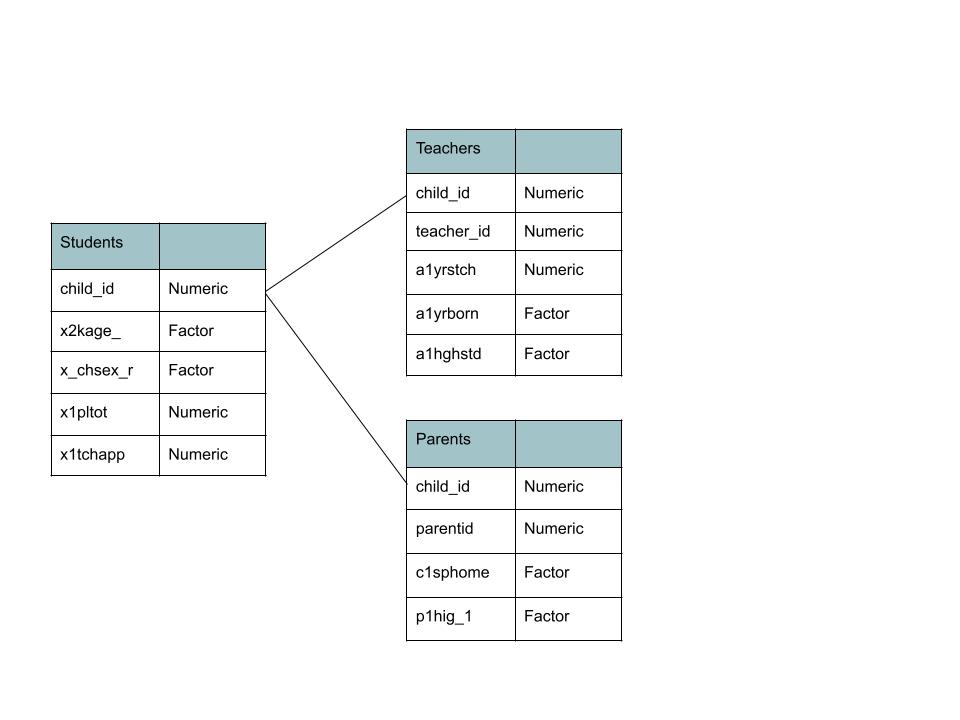 Students
child_id Numeric
x2kage_ Factor
x_chsex_r Factor
x1pltot Numeric
x1tchapp Numeric
Teachers
child_id Numeric
teacher_id Numeric
a1yrstch Numeric
a1yrborn Factor
a1hghstd Factor
Parents
child_id Numeric
parentid Numeric
c1sphome Factor
p1hig_1 Factor